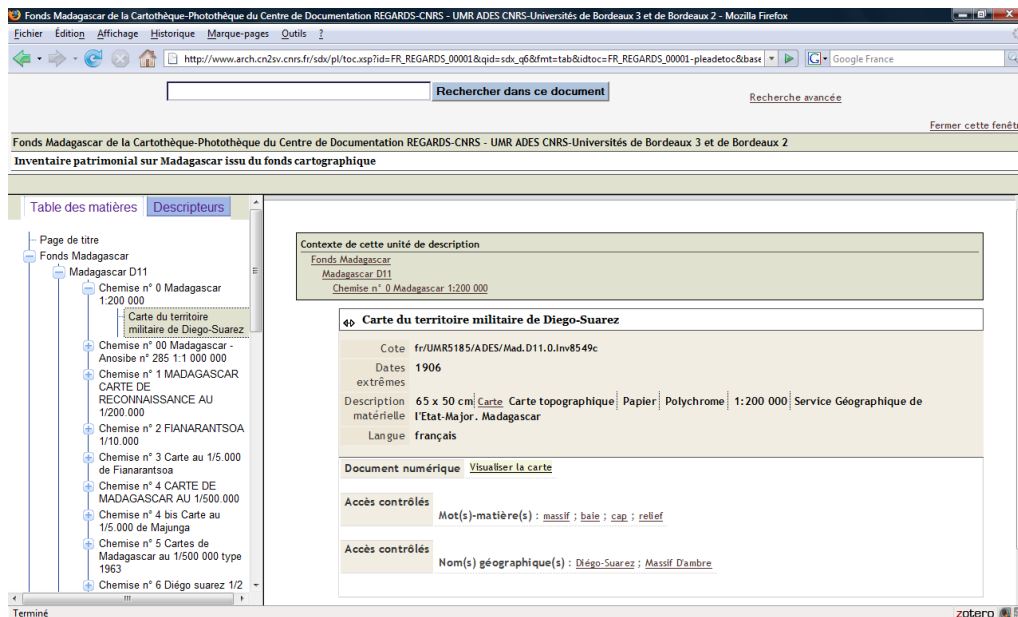 Fonds Madagascar de la Cartothèque-Photothèque du Centre de Documentation REGARDS-CNRS - UMR ADES CNRS-Universités de Bordeaux 3 et de Bordeaux 2 - Mozilla Firefox
Fichier Édition Affichage Historique Marque-pages Outils ?
http://www.arch.cn2sv.cnrs.fr/sdx/pl/toc.xsp?id=FR_REGARDS_00001&qid=sdx_q6&fmt=tab&idtoc=FR_REGARDS_00001-pleadetoc&base
G Google France
Rechercher dans ce document
Recherche avancée
Fermer cette fenêt
Fonds Madagascar de la Cartothèque-Photothèque du Centre de Documentation REGARDS-CNRS - UMR ADES CNRS-Universités de Bordeaux 3 et de Bordeaux 2
Inventaire patrimonial sur Madagascar issu du fonds cartographique
Table des matières Descripteurs
Page de titre
Fonds Madagascar
Madagascar D11
Chemise n° 0 Madagascar
1:200 000
Carte du territoire
militaire de Diego-Suarez
Chemise n° 00 Madagascar -
Anosibe n° 285 1:1 000 000
Chemise n° 1 MADAGASCAR
CARTE DE
RECONNAISSANCE AU
1/200.000
Chemise n° 2 FIANARANTSOA
1/10.000
Chemise n° 3 Carte au 1/5.000
de Fianarantsoa
Chemise n° 4 CARTE DE
MADAGASCAR AU 1/500.000
Chemise n° 4 bis Carte au
1/5.000 de Majunga
Chemise n° 5 Cartes de
Madagascar au 1/500 000 type
1963
Chemise n° 6 Diégo suarez 1/2
Contexte de cette unité de description
Fonds Madagascar
Madagascar D11
Chemise n° 0 Madagascar 1:200 000
Carte du territoire militaire de Diego-Suarez
Cote fr/UMR5185/ADES/Mad.D11.0.Inv8549c
Dates 1906
extrêmes
Description 65 x 50 cm Carte Carte topographique Papier Polychrome 1:200 000 Service Géographique de
matérielle l'Etat-Major. Madagascar
Langue français
Document numérique Visualiser la carte
Accès contrôlés
Mot(s)-matière(s) : massif ; baie ; cap ; relief
Accès contrôlés
Nom(s) géographique(s) : Diégo-Suarez ; Massif D'ambre
Terminé
zotero